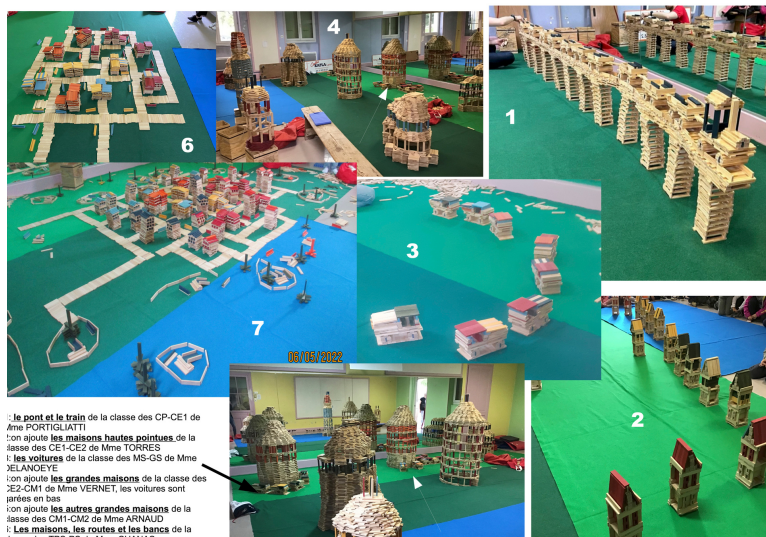 6
4
1
3
7
06/05/2022
2
: le pont et le train de la classe des CP-CE1 de
Mme PORTIGLIATTI
:on ajoute les maisons hautes pointues de la
classe des CE1-CE2 de Mme TORRES
: les voitures de la classe des MS-GS de Mme
DELANOEYE
:on ajoute les grandes maisons de la classe des
CE2-CM1 de Mme VERNET, les voitures sont
garées en bas
:on ajoute les autres grandes maisons de la
classe des CM1-CM2 de Mme ARNAUD
: Les maisons, les routes et les bancs de la